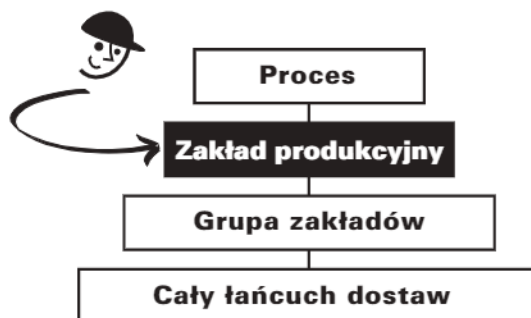 Proces
Zakład produkcyjny
Grupa zakładów
Cały łańcuch dostaw